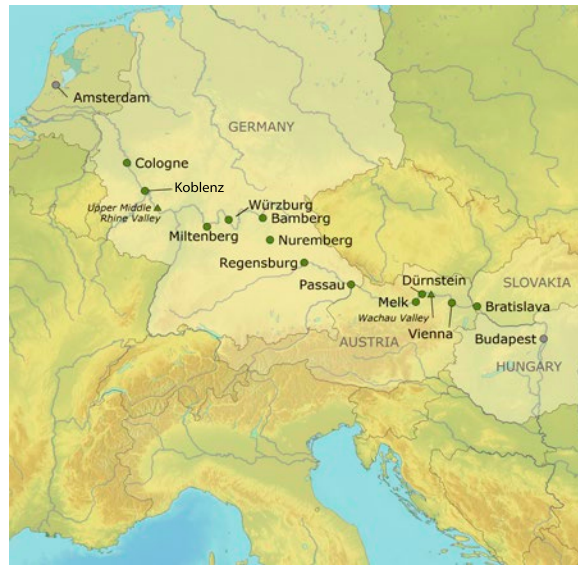 Amsterdam
GERMANY
Cologne
Koblenz
Upper Middle
Rhine Valley
Würzburg
Bamberg
Miltenberg
Nuremberg
Regensburg
Passau
Dürnstein
SLOVAKIA
Melk
Bratislava
Wachau Valley
Vienna
AUSTRIA
Budapest
HUNGARY